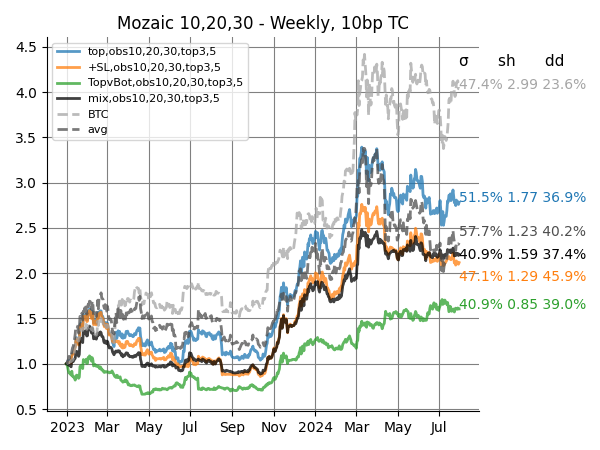 Mozaic 10,20,30 - Weekly, 10bp TC
top,obs10,20,30,top3,5
+SL,obs10,20,30,top3,5
TopvBot,obs10,20,30,top3,5
mix,obs10,20,30,top3,5
BTC
avg
σ sh dd
47.4% 2.99 23.6%
51.5% 1.77 36.9%
57.7% 1.23 40.2%
40.9% 1.59 37.4%
47.1% 1.29 45.9%
40.9% 0.85 39.0%
4.5
4.0
3.5
3.0
2.5
2.0
1.5
1.0
0.5
2023 Mar May Jul Sep Nov 2024 Mar May Jul